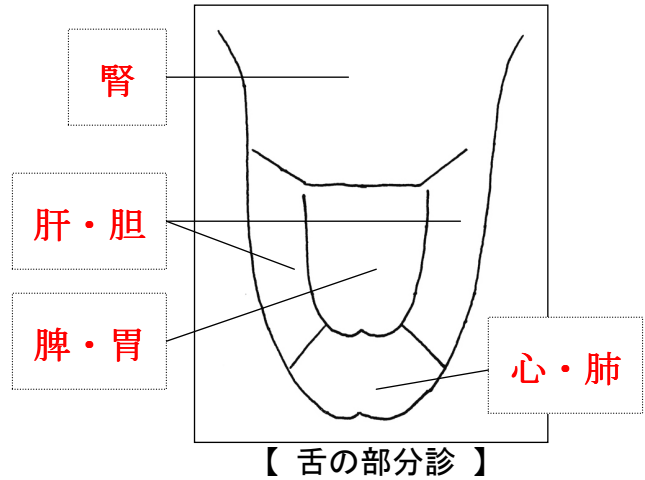 腎
肝・胆
脾・胃
心・肺
【 舌の部分診 】